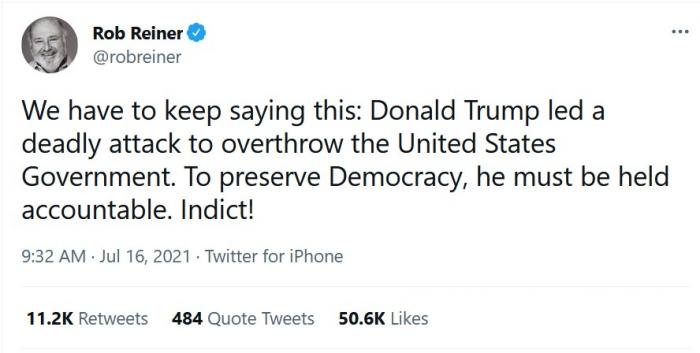 Rob Reiner
@robreiner
We have to keep saying this: Donald Trump led a
deadly attack to overthrow the United States
Government. To preserve Democracy, he must be held
accountable. Indict!
9:32 AM · Jul 16, 2021 · Twitter for iPhone
11.2K Retweets 484 Quote Tweets 50.6K Likes